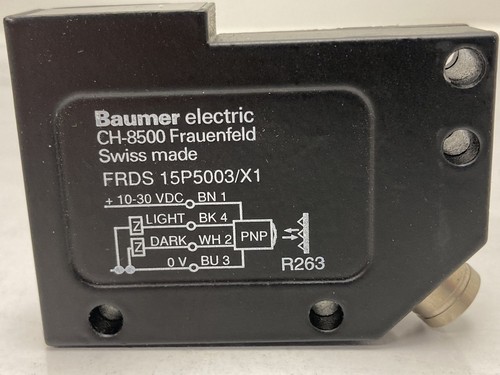 Baumer electric
CH-8500 Frauenfeld
Swiss made
FRDS 15P5003/X1
+ 10-30 VDC BN 1
Z LIGHT BK 4
Z DARK WH 2 PNP
0 V BU 3
R263